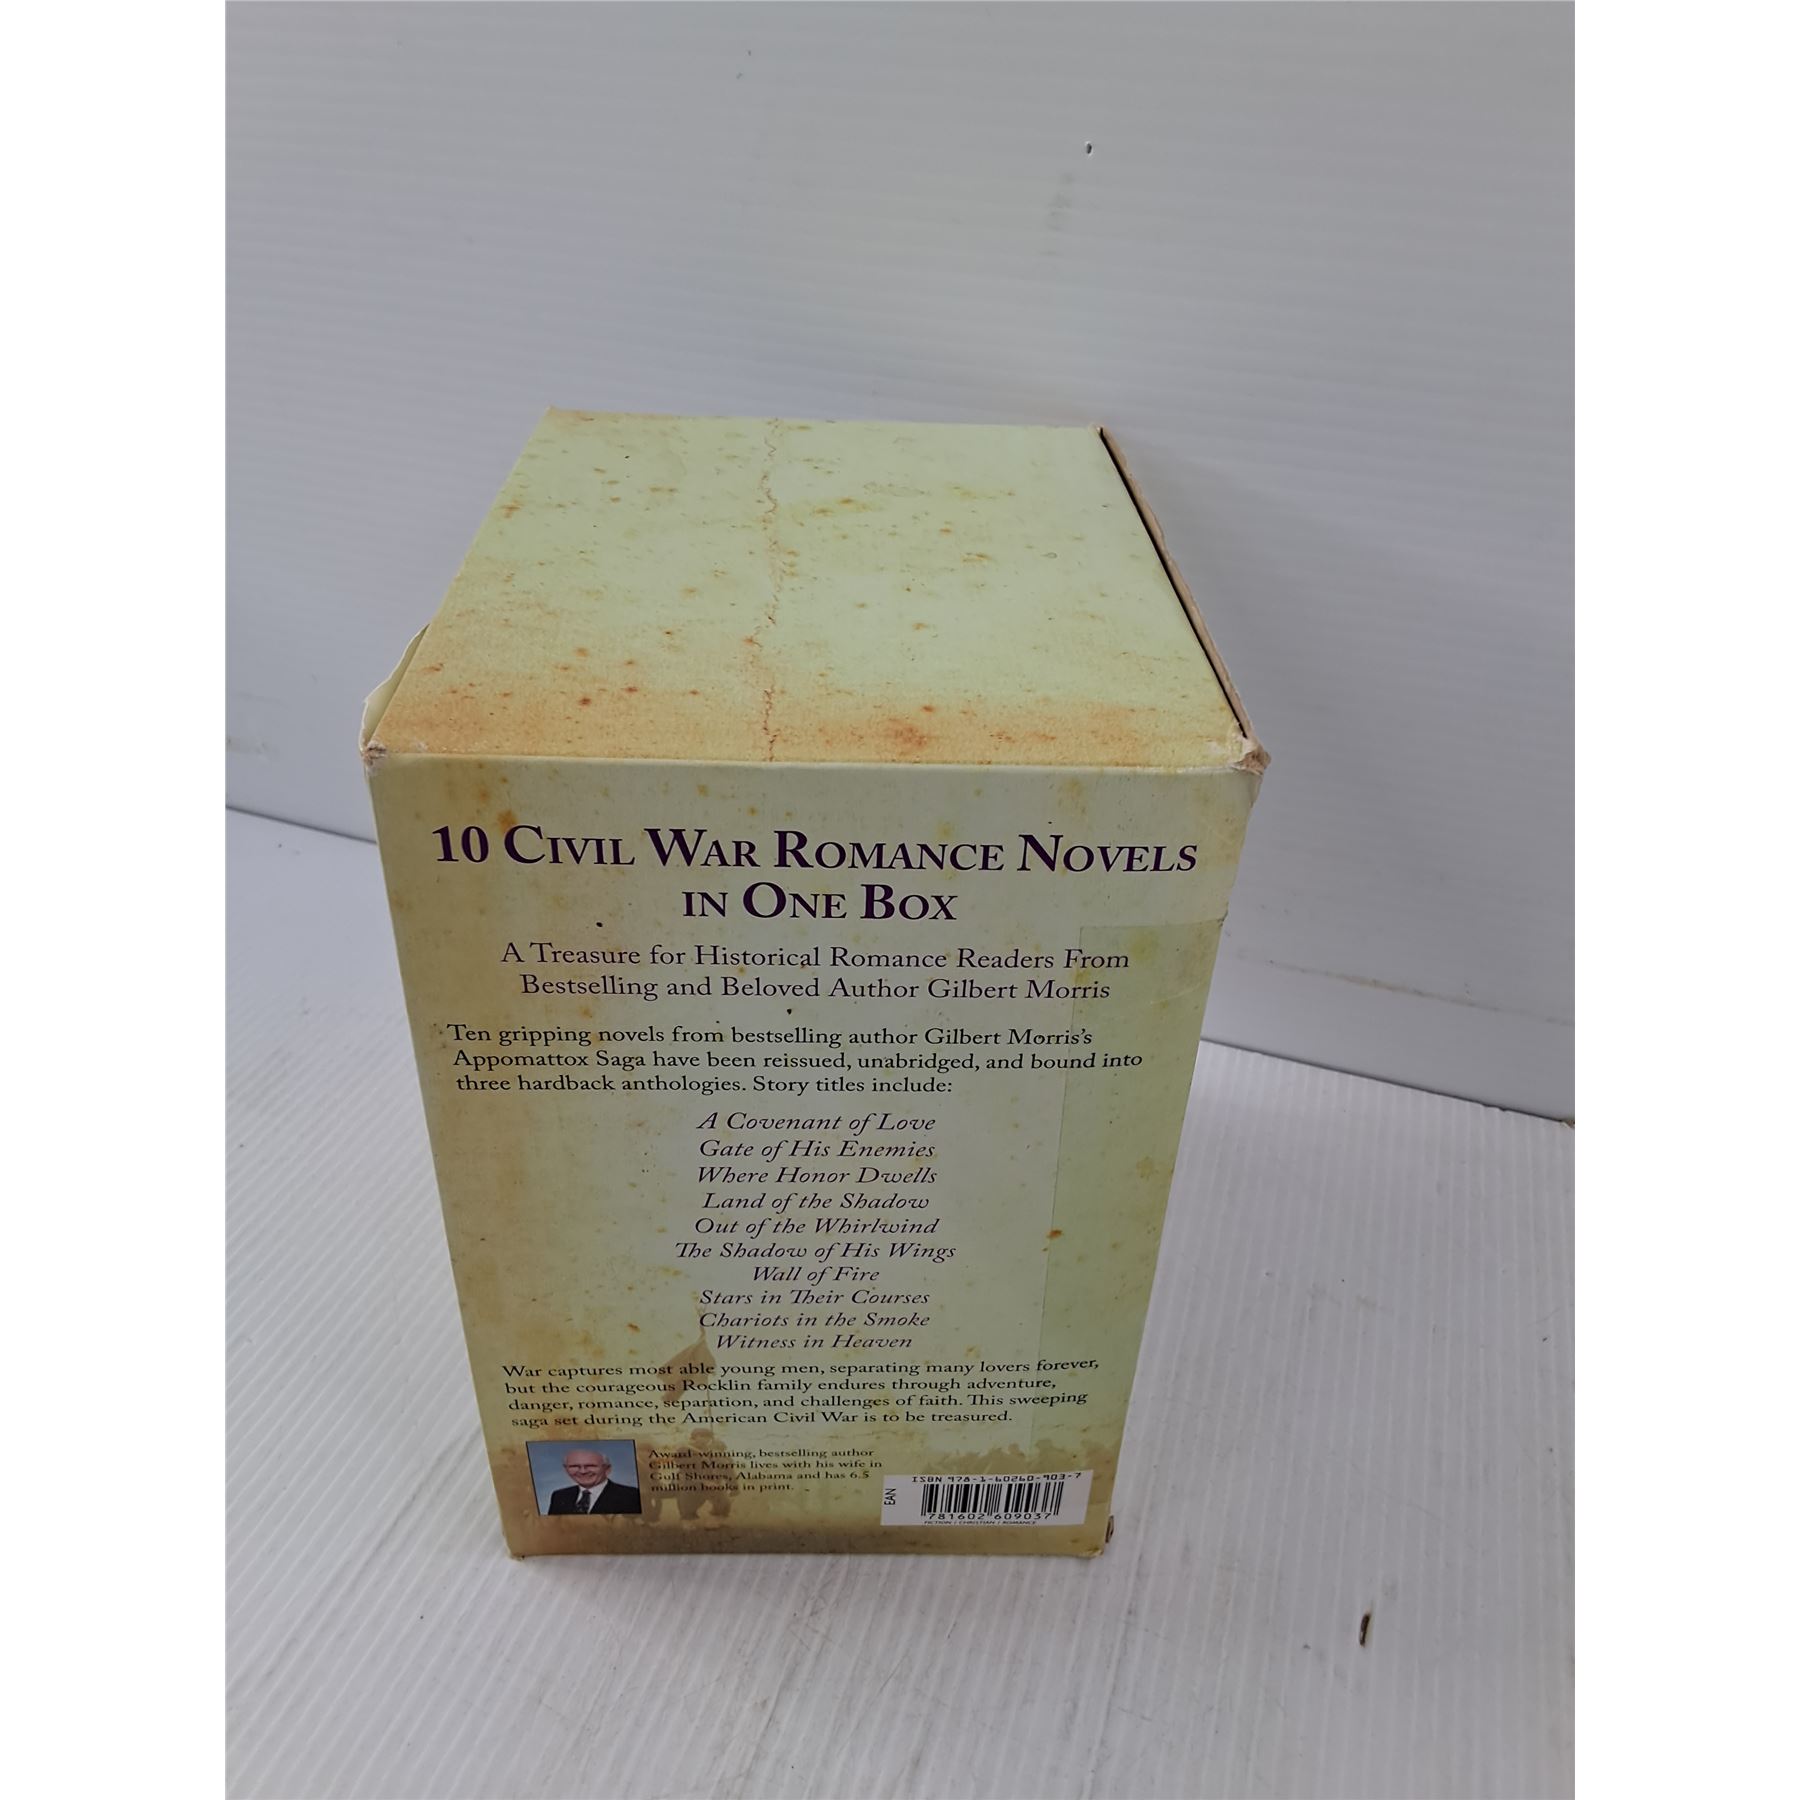 10 CIVIL WAR ROMANCE NOVELS
IN ONE BOX
A Treasure for Historical Romance Readers From
Bestselling and Beloved Author Gilbert Morris
Ten gripping novels from bestselling author Gilbert Morris's
Appomattox Saga have been reissued, unabridged, and bound into
three hardback anthologies. Story titles include:
A Covenant of Love
Gate of His Enemies
Where Honor Dwells
Land of the Shadow
Out of the Whirlwind
The Shadow of His Wings
Wall of Fire
Stars in Their Courses
Chariots in the Smoke
Witness in Heaven
War captures most able young men, separating many lovers forever,
but the courageous Rocklin family endures through adventure,
danger, romance, separation, and challenges of faith. This sweeping
saga set during the American Civil War is to be treasured.
Award-winning, bestselling author
Gilbert Morris lives with his wife in
Gulf Shores, Alabama and has 6.5
million books in print.
ISBN 978-1-60260-903-7
EAN
781602 609037
FICTION / CHRISTIAN / ROMANCE